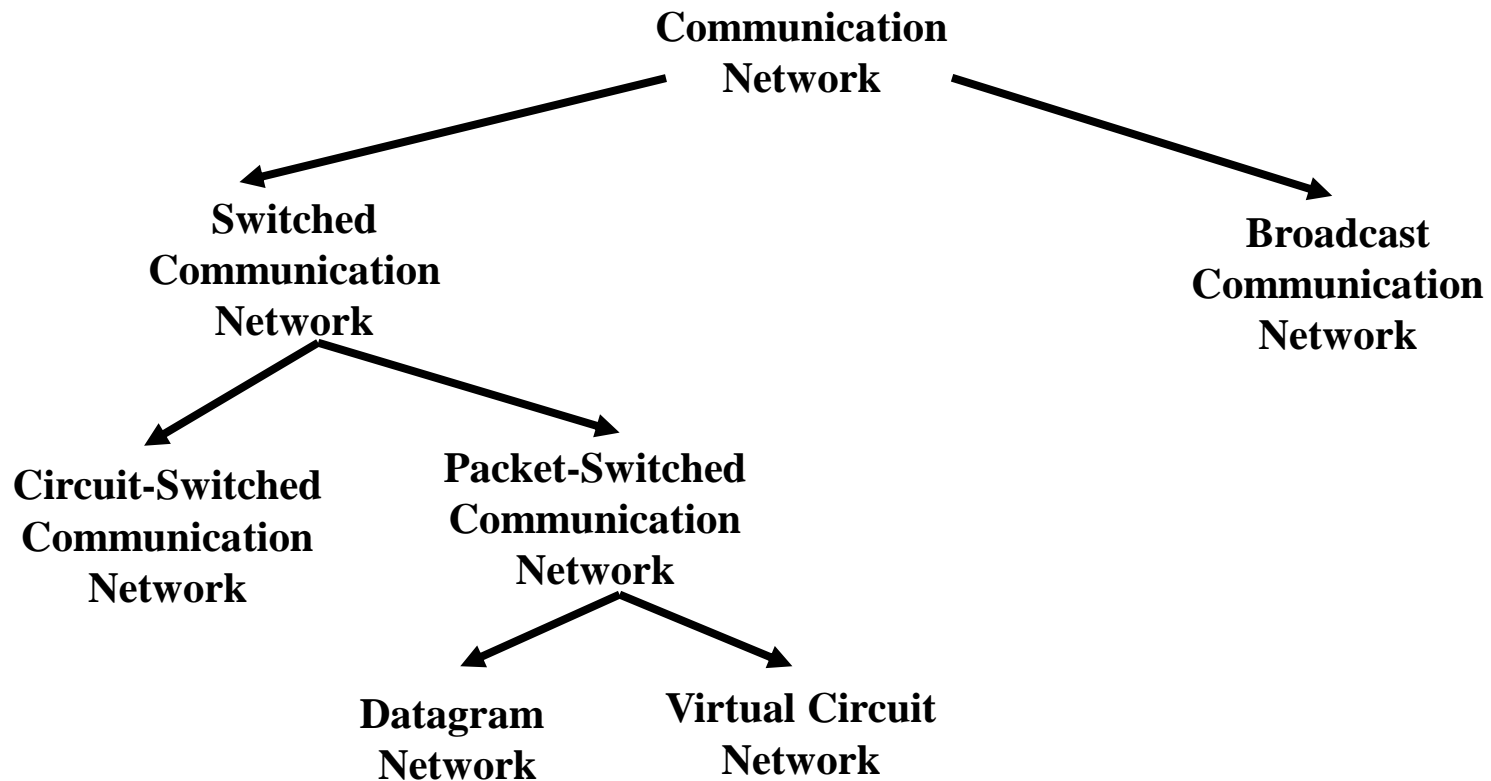 Communication
Network
Switched
Communication
Network
Broadcast
Communication
Network
Circuit-Switched
Communication
Network
Packet-Switched
Communication
Network
Datagram
Network
Virtual Circuit
Network